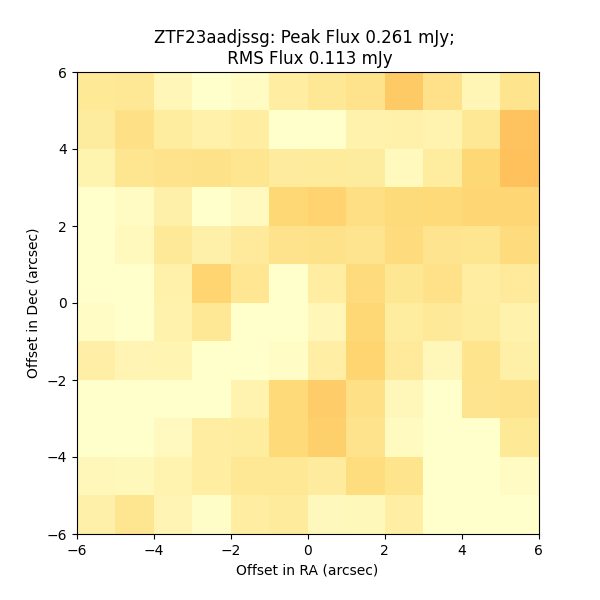 ZTF23aadjssg: Peak Flux 0.261 mJy;
RMS Flux 0.113 mJy
6
4
2
0
−2
−4
−6
Offset in Dec (arcsec)
−6 −4 −2 0 2 4 6
Offset in RA (arcsec)